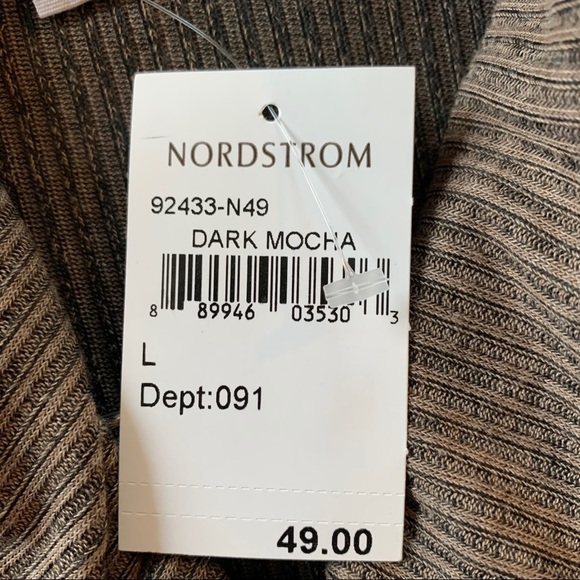 NORDSTROM
92433-N49
DARK MOCHA
8 89946 03530 3
L
Dept:091
49.00